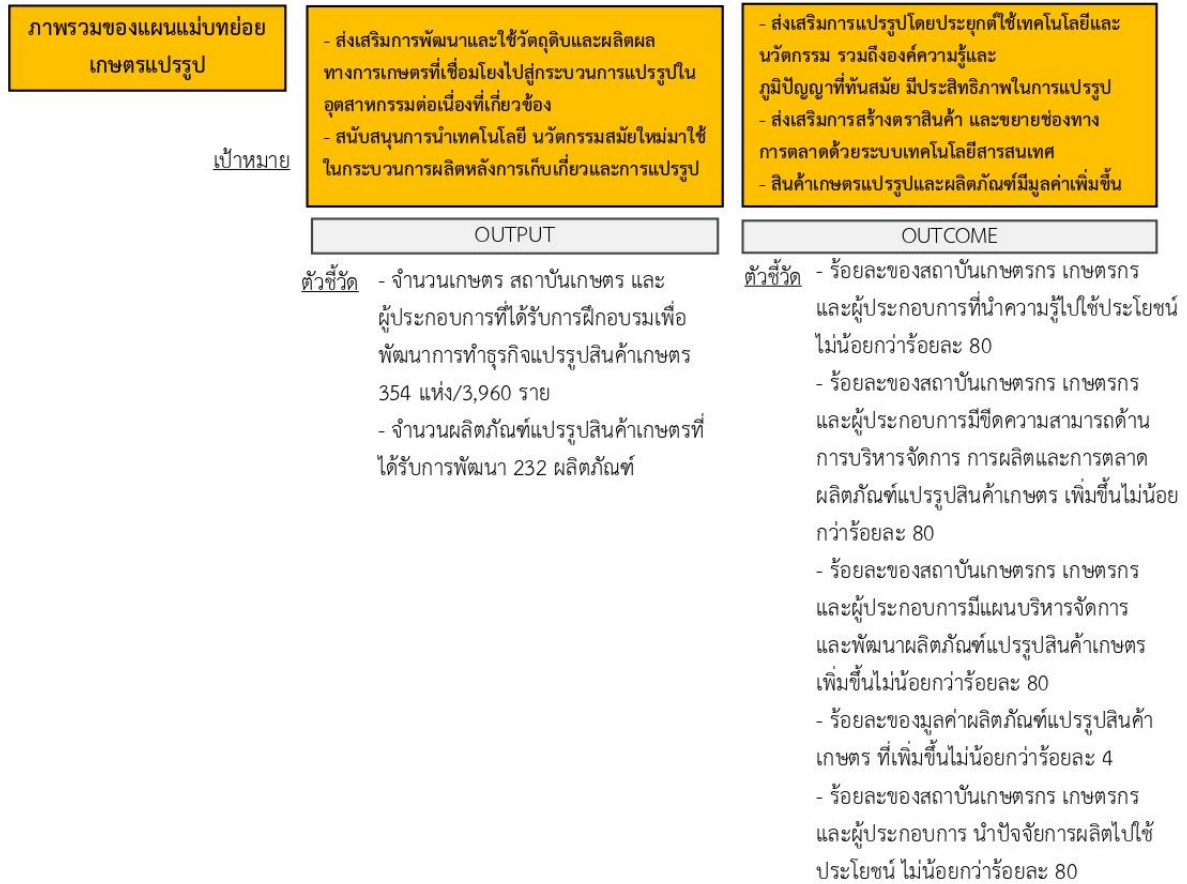 ภาพรวมของแผนแม่บทย่อย
เกษตรแปรรูป
เป้าหมาย
- ส่งเสริมการพัฒนาและใช้วัตถุดิบและผลิตผล
ทางการเกษตรที่เชื่อมโยงไปสู่กระบวนการแปรรูปใน
อุตสาหกรรมต่อเนื่องที่เกี่ยวข้อง
- สนับสนุนการนำเทคโนโลยี นวัตกรรมสมัยใหม่มาใช้
ในกระบวนการผลิตหลังการเก็บเกี่ยวและการแปรรูป
- ส่งเสริมการแปรรูปโดยประยุกต์ใช้เทคโนโลยีและ
นวัตกรรม รวมถึงองค์ความรู้และ
ภูมิปัญญาที่ทันสมัย มีประสิทธิภาพในการแปรรูป
- ส่งเสริมการสร้างตราสินค้า และขยายช่องทาง
การตลาดด้วยระบบเทคโนโลยีสารสนเทศ
- สินค้าเกษตรแปรรูปและผลิตภัณฑ์มีมูลค่าเพิ่มขึ้น
OUTPUT
ตัวชี้วัด - จำนวนเกษตร สถาบันเกษตร และ
ผู้ประกอบการที่ได้รับการฝึกอบรมเพื่อ
พัฒนาการทำธุรกิจแปรรูปสินค้าเกษตร
354 แห่ง/3,960 ราย
- จำนวนผลิตภัณฑ์แปรรูปสินค้าเกษตรที่
ได้รับการพัฒนา 232 ผลิตภัณฑ์
OUTCOME
ตัวชี้วัด - ร้อยละของสถาบันเกษตรกร เกษตรกร
และผู้ประกอบการที่นำความรู้ไปใช้ประโยชน์
ไม่น้อยกว่าร้อยละ 80
- ร้อยละของสถาบันเกษตรกร เกษตรกร
และผู้ประกอบการมีขีดความสามารถด้าน
การบริหารจัดการ การผลิตและการตลาด
ผลิตภัณฑ์แปรรูปสินค้าเกษตร เพิ่มขึ้นไม่น้อย
กว่าร้อยละ 80
- ร้อยละของสถาบันเกษตรกร เกษตรกร
และผู้ประกอบการมีแผนบริหารจัดการ
และพัฒนาผลิตภัณฑ์แปรรูปสินค้าเกษตร
เพิ่มขึ้นไม่น้อยกว่าร้อยละ 80
- ร้อยละของมูลค่าผลิตภัณฑ์แปรรูปสินค้า
เกษตร ที่เพิ่มขึ้นไม่น้อยกว่าร้อยละ 4
- ร้อยละของสถาบันเกษตรกร เกษตรกร
และผู้ประกอบการ นำปัจจัยการผลิตไปใช้
ประโยชน์ ไม่น้อยกว่าร้อยละ 80